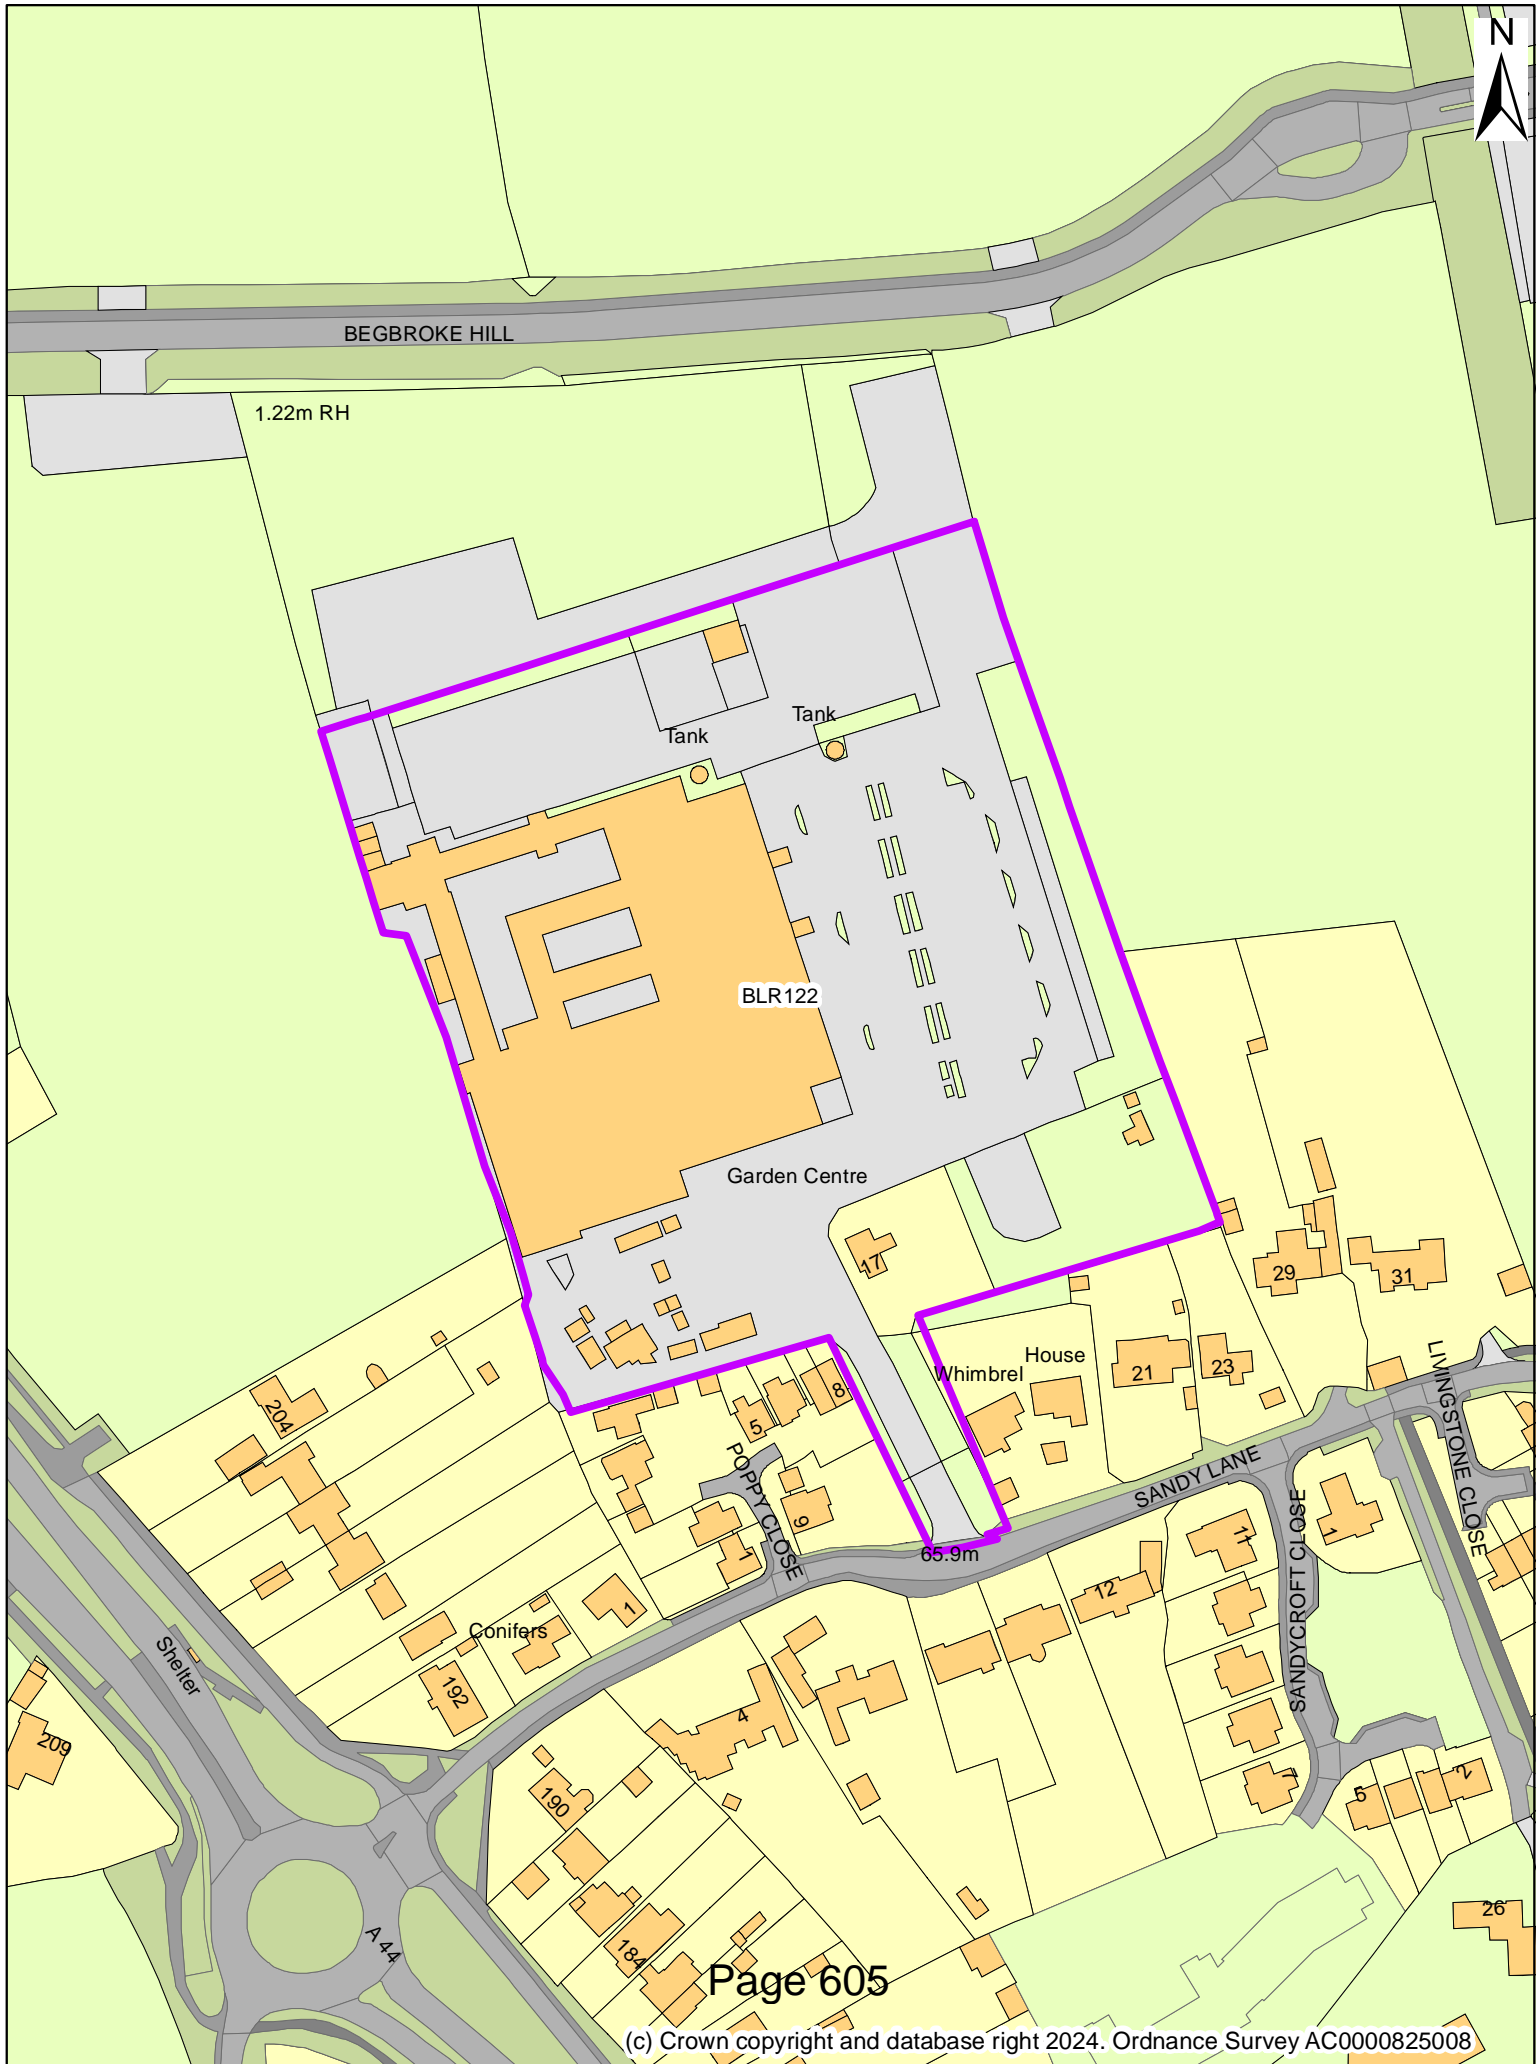 N
BEGBROKE HILL
1.22m RH
Tank
Tank
BLR122
Garden Centre
17
29
31
House
Whimbrel
21
23
8
5
204
LIVINGSTONE CLOSE
POPPY CLOSE
SANDY LANE
9
1
65.9m
SANDYCROFT CLOSE
11
1
12
1
Conifers
Shelter
192
209
4
7
5
2
190
A 44
184
26
Page 605
(c) Crown copyright and database right 2024. Ordnance Survey AC0000825008